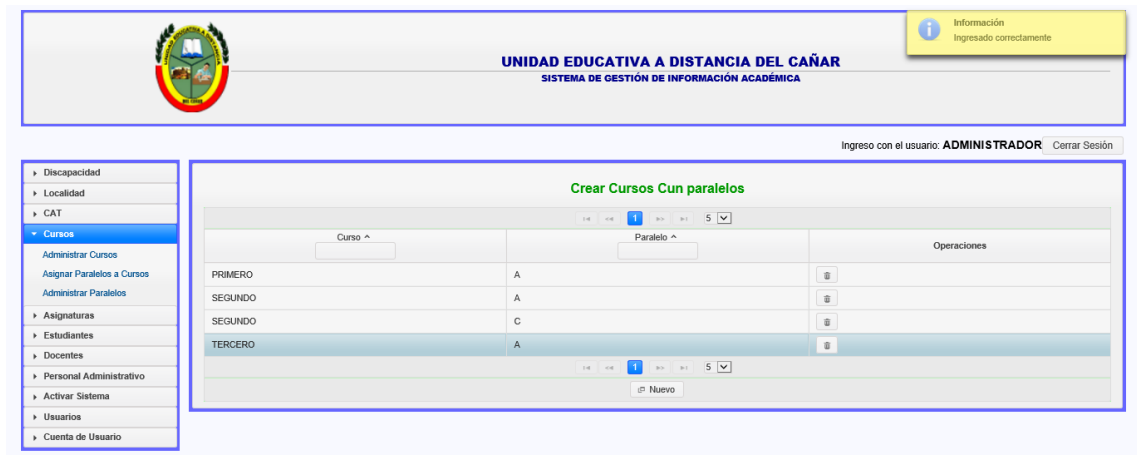 Información
Ingresado correctamente
UNIDAD EDUCATIVA A DISTANCIA DEL CAÑAR
SISTEMA DE GESTIÓN DE INFORMACIÓN ACADÉMICA
Ingreso con el usuario: ADMINISTRADOR Cerrar Sesión
Discapacidad
Localidad
CAT
Cursos
Administrar Cursos
Asignar Paralelos a Cursos
Administrar Paralelos
Asignaturas
Estudiantes
Docentes
Personal Administrativo
Activar Sistema
Usuarios
Cuenta de Usuario
Crear Cursos Cun paralelos
1 5
Curso Paralelo Operaciones
PRIMERO A
SEGUNDO A
SEGUNDO C
TERCERO A
1 5
Nuevo